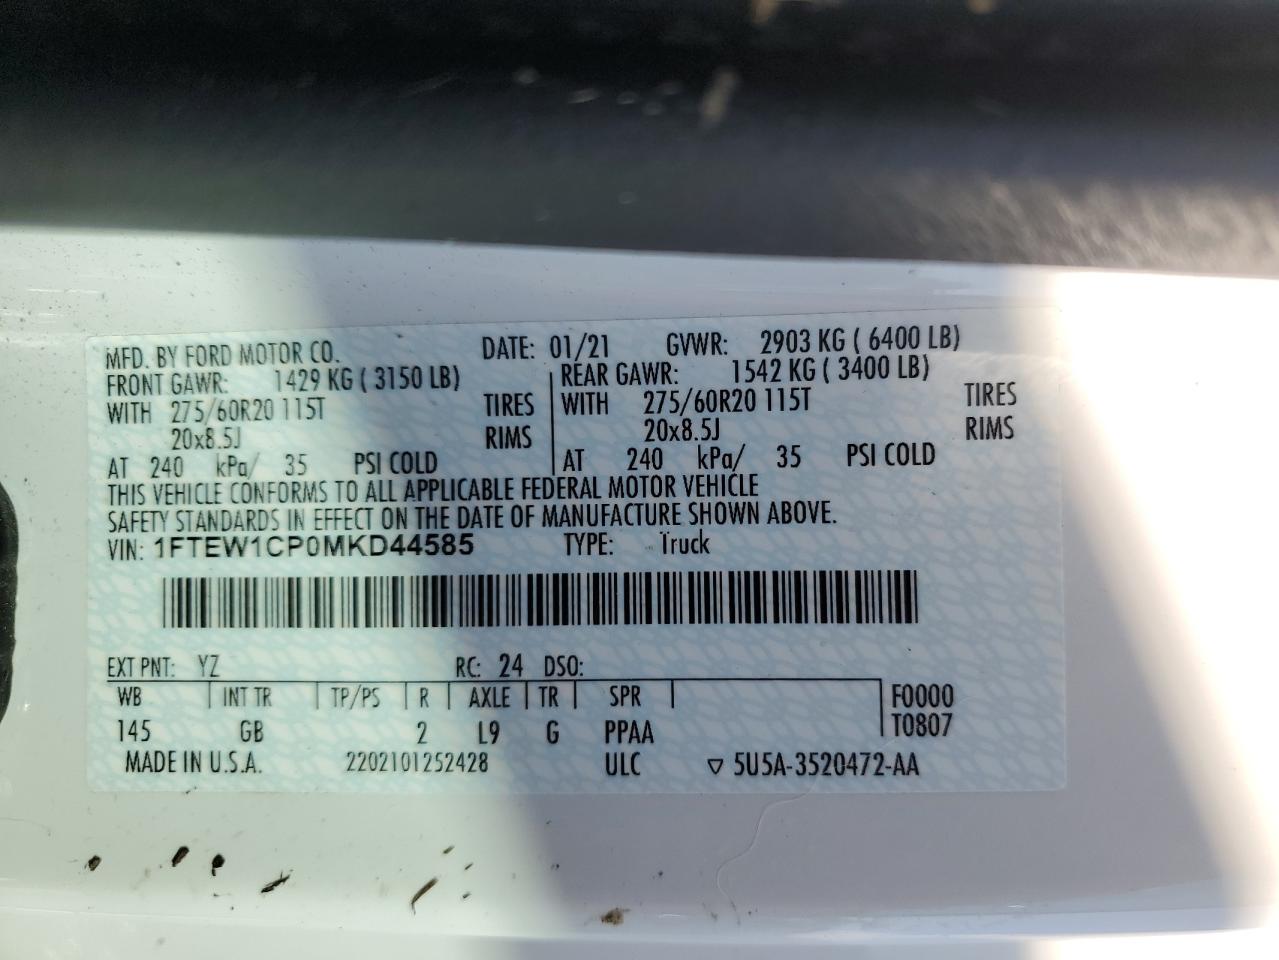 MFD. BY FORD MOTOR CO. DATE: 01/21 GVWR: 2903 KG ( 6400 LB)
FRONT GAWR: 1429 KG ( 3150 LB) REAR GAWR: 1542 KG ( 3400 LB)
WITH 275/60R20 115T TIRES WITH 275/60R20 115T TIRES
20x8.5J RIMS 20x8.5J RIMS
AT 240 kPa/ 35 PSI COLD AT 240 kPa/ 35 PSI COLD
THIS VEHICLE CONFORMS TO ALL APPLICABLE FEDERAL MOTOR VEHICLE
SAFETY STANDARDS IN EFFECT ON THE DATE OF MANUFACTURE SHOWN ABOVE.
VIN: 1FTEW1CP0MKD44585 TYPE: Truck
EXT PNT: YZ RC: 24 DSO:
WB INT TR TP/PS R AXLE TR SPR F0000
145 GB 2 L9 G PPAA T0807
MADE IN U.S.A. 2202101252428 ULC ▽ 5U5A-3520472-AA